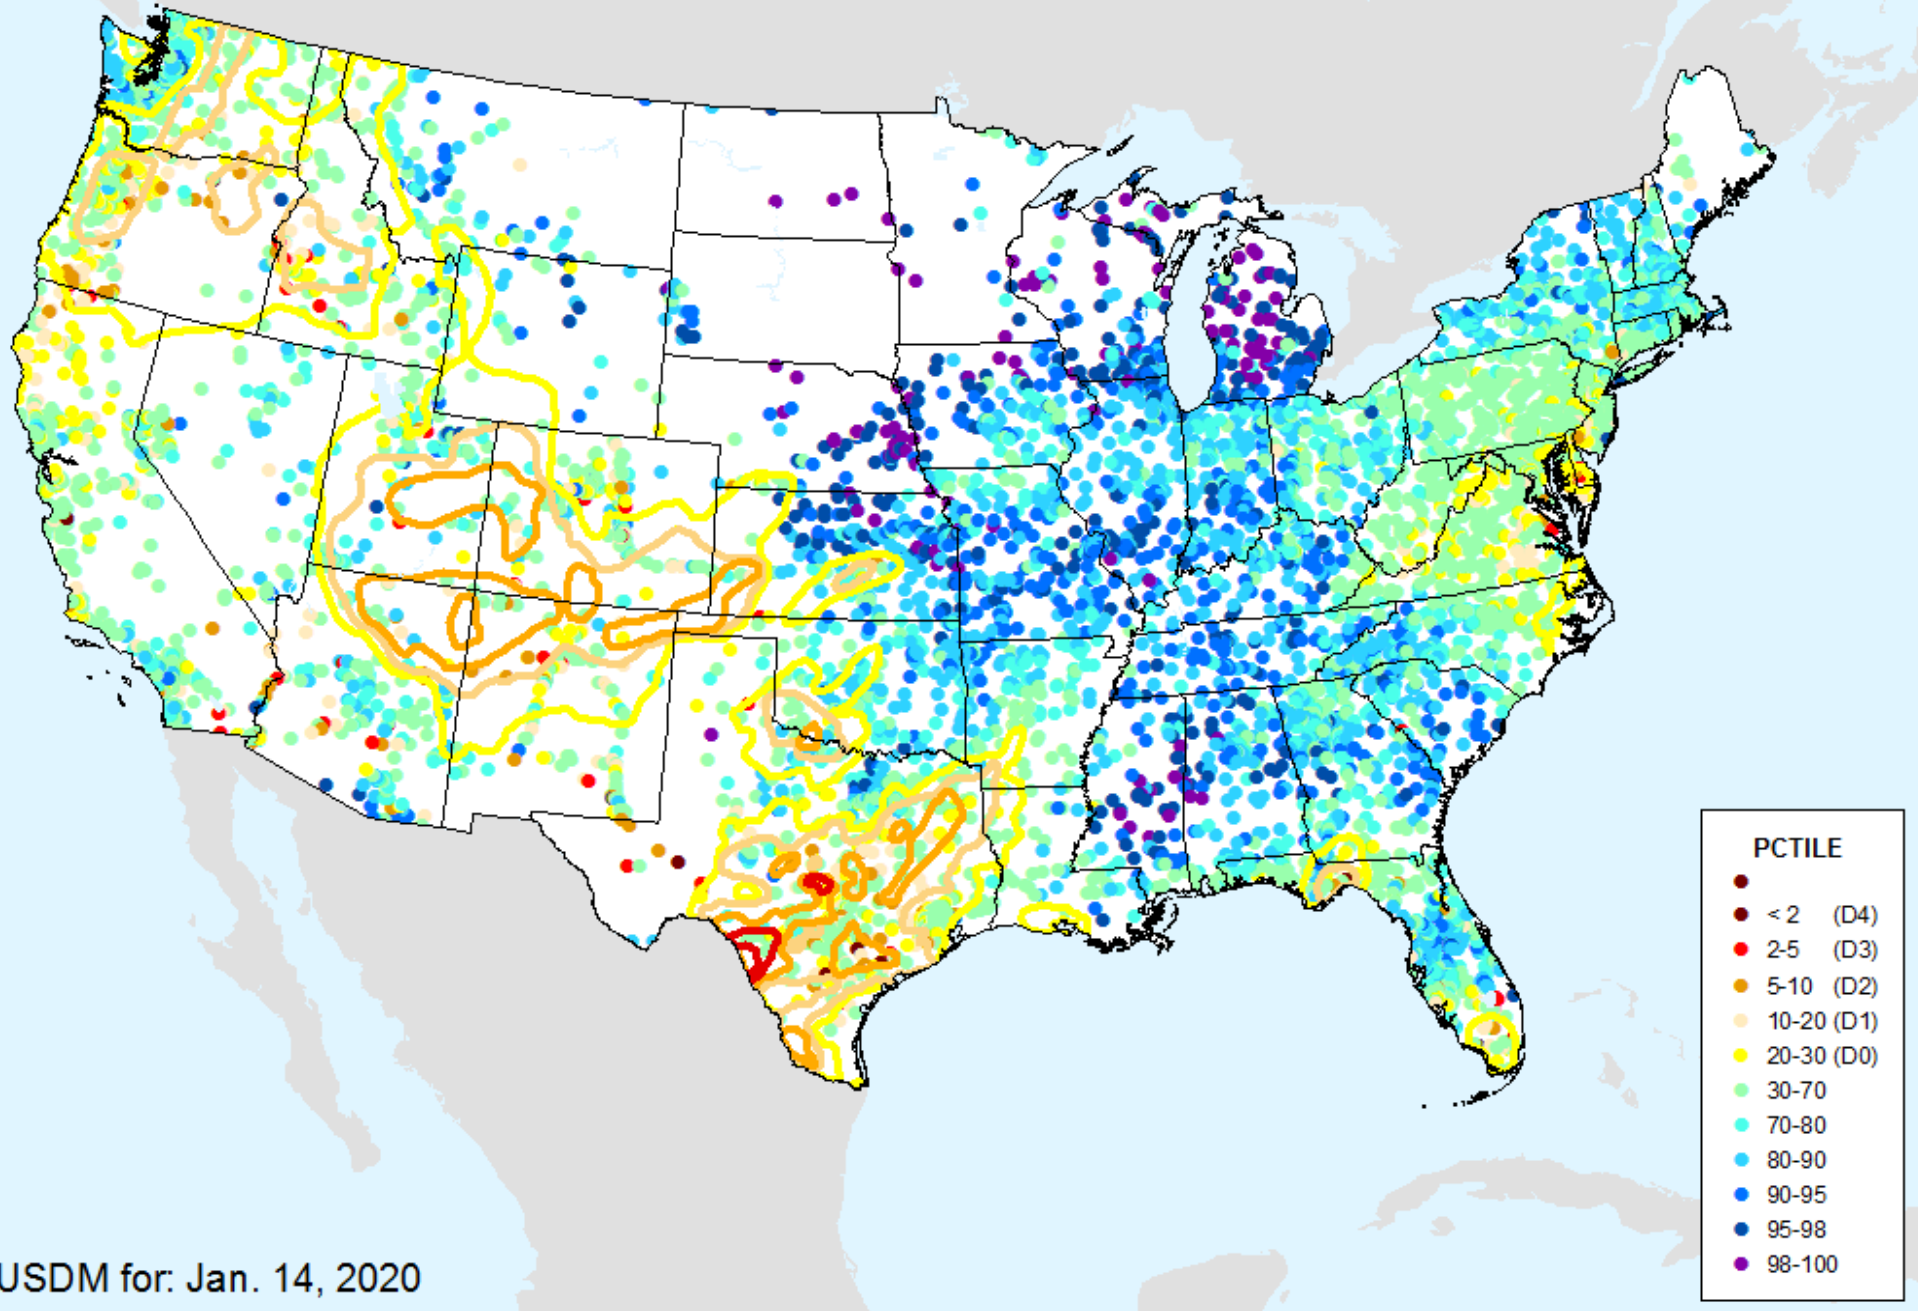 PCTILE
< 2 (D4)
2-5 (D3)
5-10 (D2)
10-20 (D1)
20-30 (D0)
30-70
70-80
80-90
90-95
95-98
98-100
USDM for: Jan. 14, 2020